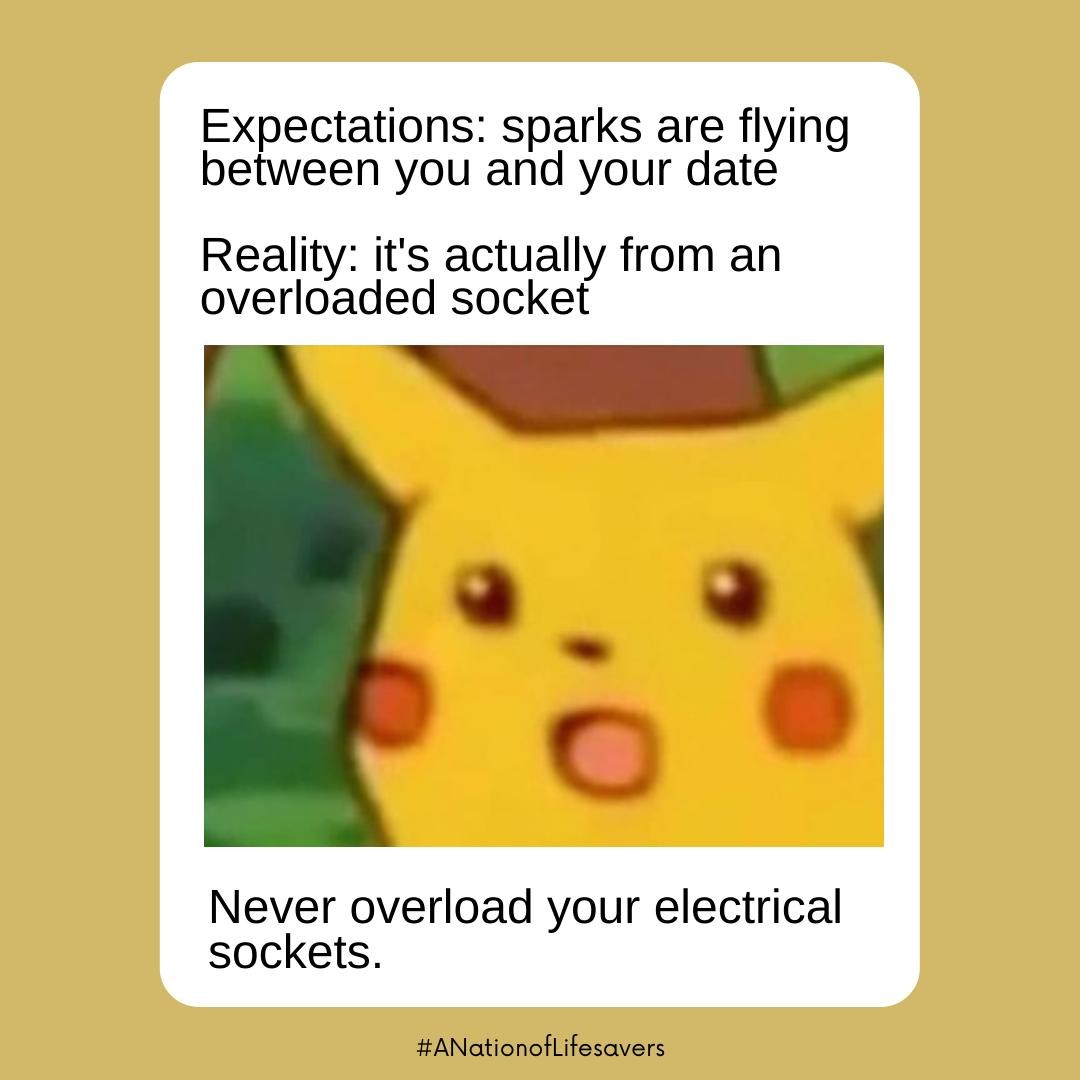 Expectations: sparks are flying
between you and your date
Reality: it's actually from an
overloaded socket
Never overload your electrical
sockets.
#ANationofLifesavers